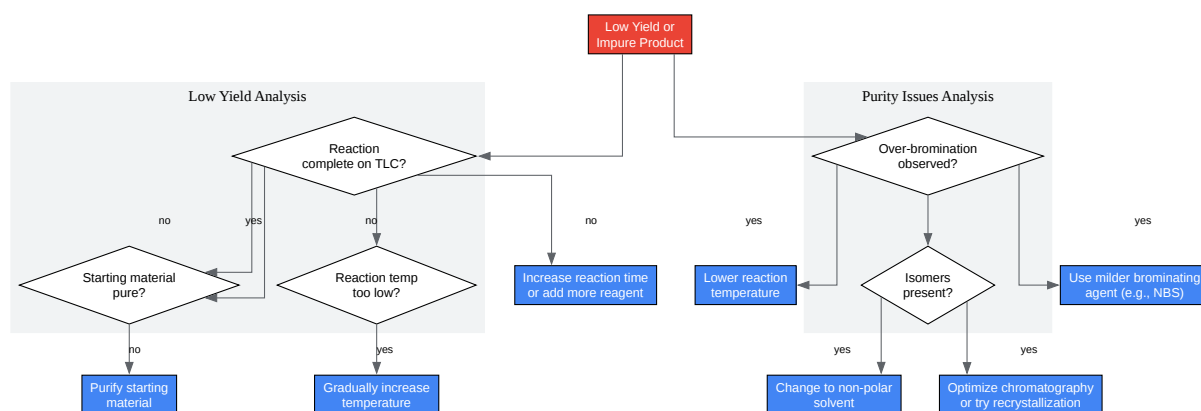 Low Yield or
Impure Product
Low Yield Analysis
Purity Issues Analysis
Reaction
complete on TLC?
Over-bromination
observed?
no
yes
no
no
yes
yes
Starting material
pure?
Reaction temp
too low?
Increase reaction time
or add more reagent
Lower reaction
temperature
Isomers
present?
Use milder brominating
agent (e.g., NBS)
no
yes
yes
yes
Purify starting
material
Gradually increase
temperature
Change to non-polar
solvent
Optimize chromatography
or try recrystallization